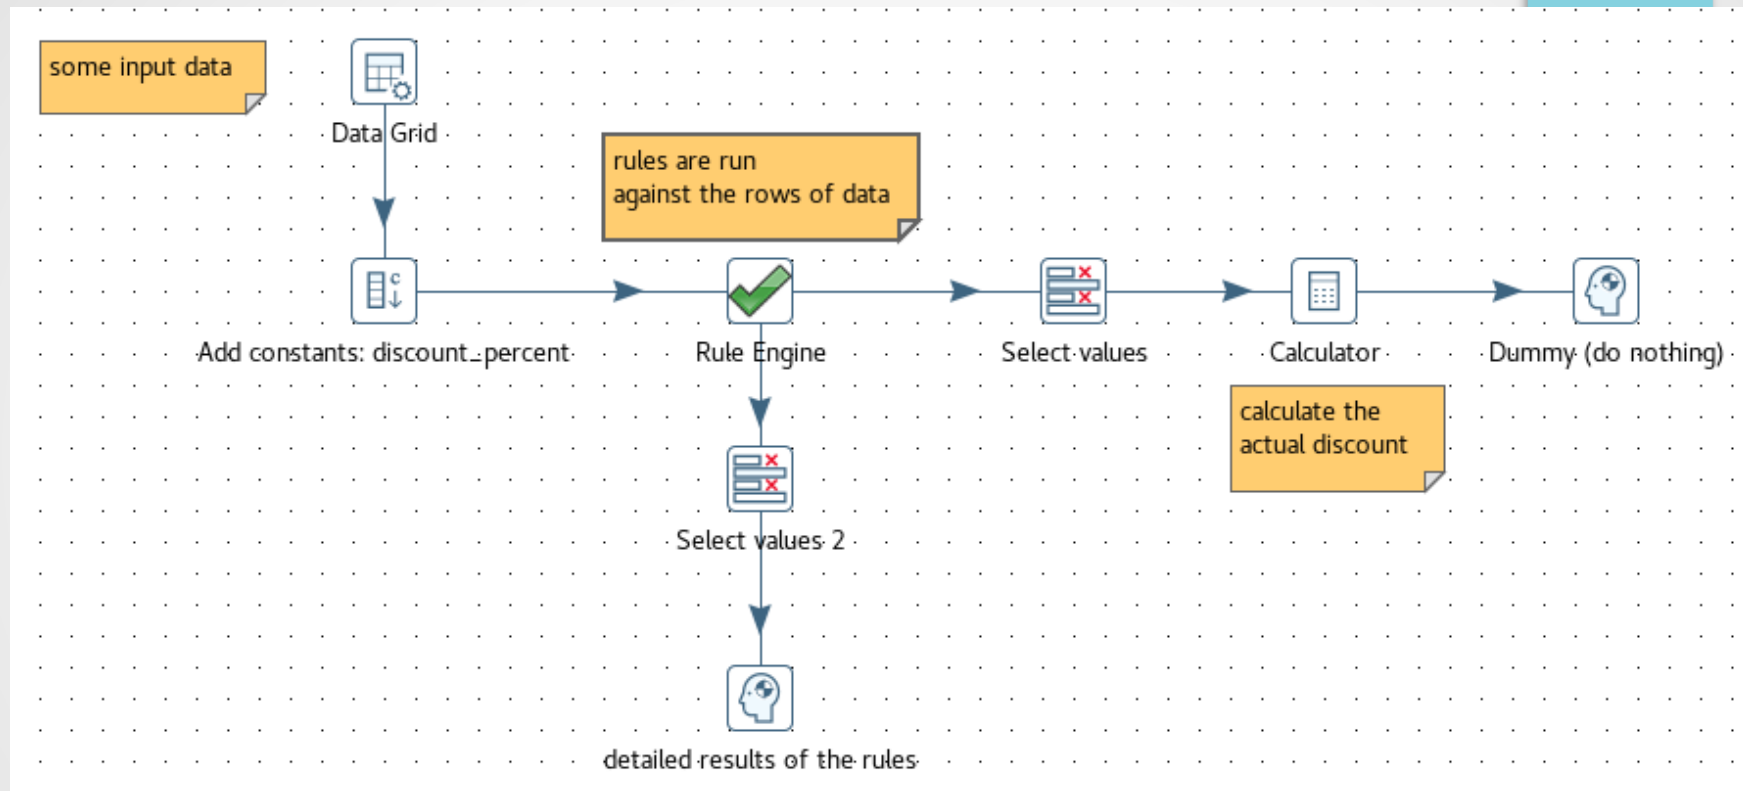 some input data
Data Grid
rules are run
against the rows of data
C
Add constants: discount_percent
Rule Engine
Select values
Calculator
Dummy (do nothing)
calculate the
actual discount
Select values 2
detailed results of the rules